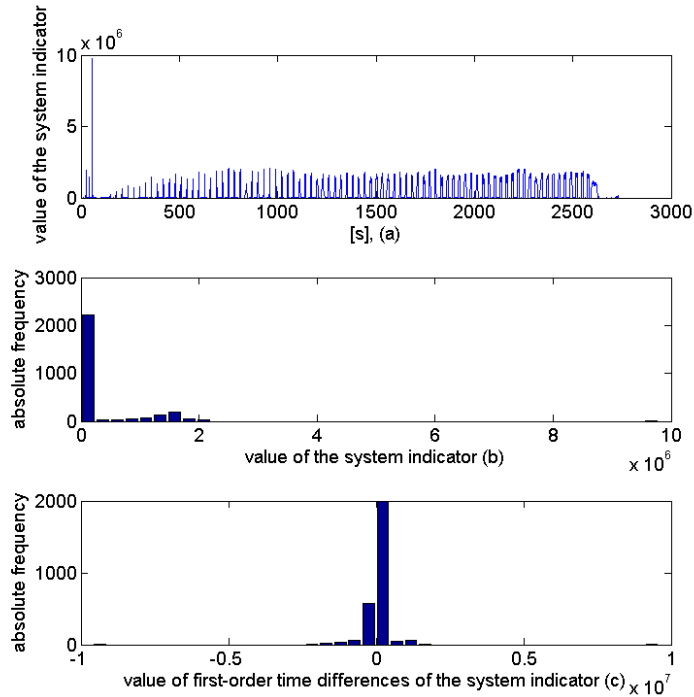 x 10^6
value of the system indicator
10
5
0
0 500 1000 1500 2000 2500 3000
[s], (a)
absolute frequency
3000
2000
1000
0
0 2 4 6 8 10
value of the system indicator (b)
x 10^6
absolute frequency
2000
1000
0
-1 -0.5 0 0.5 1
value of first-order time differences of the system indicator (c)
x 10^7